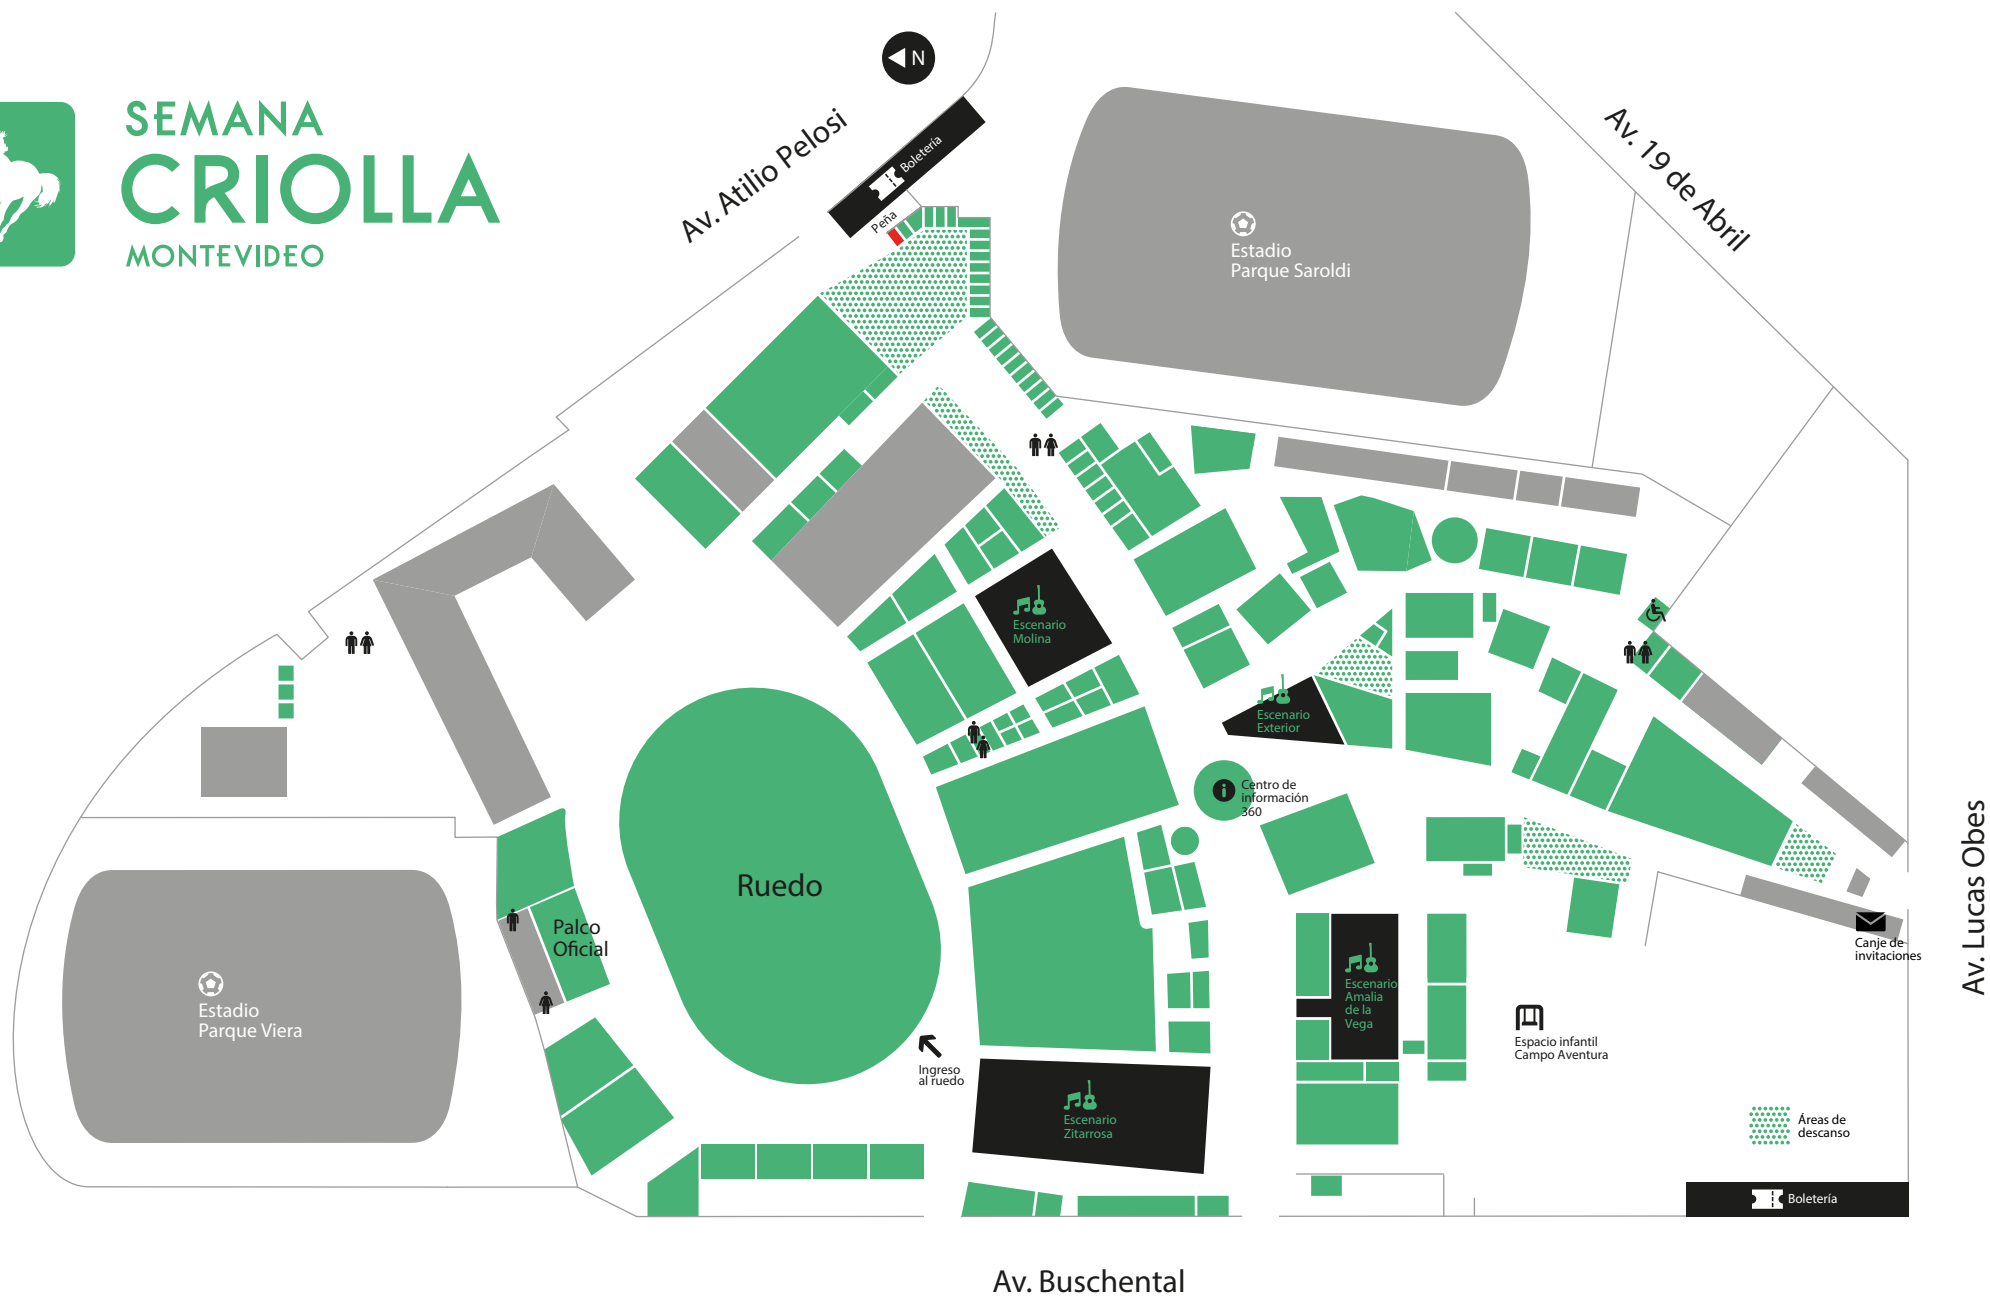 SEMANA
CRIOLLA
MONTEVIDEO
N
Av. Atilio Pelosi
Boletería
Peña
Av. 19 de Abril
Estadio
Parque Saroldi
Escenario
Molina
Escenario
Exterior
Centro de
información
360
Ruedo
Palco
Oficial
Estadio
Parque Viera
Ingreso
al ruedo
Escenario
Zitarrosa
Escenario
Amalia
de la
Vega
Espacio infantil
Campo Aventura
Canje de
invitaciones
Av. Lucas Obes
Áreas de
descanso
Boletería
Av. Buschental